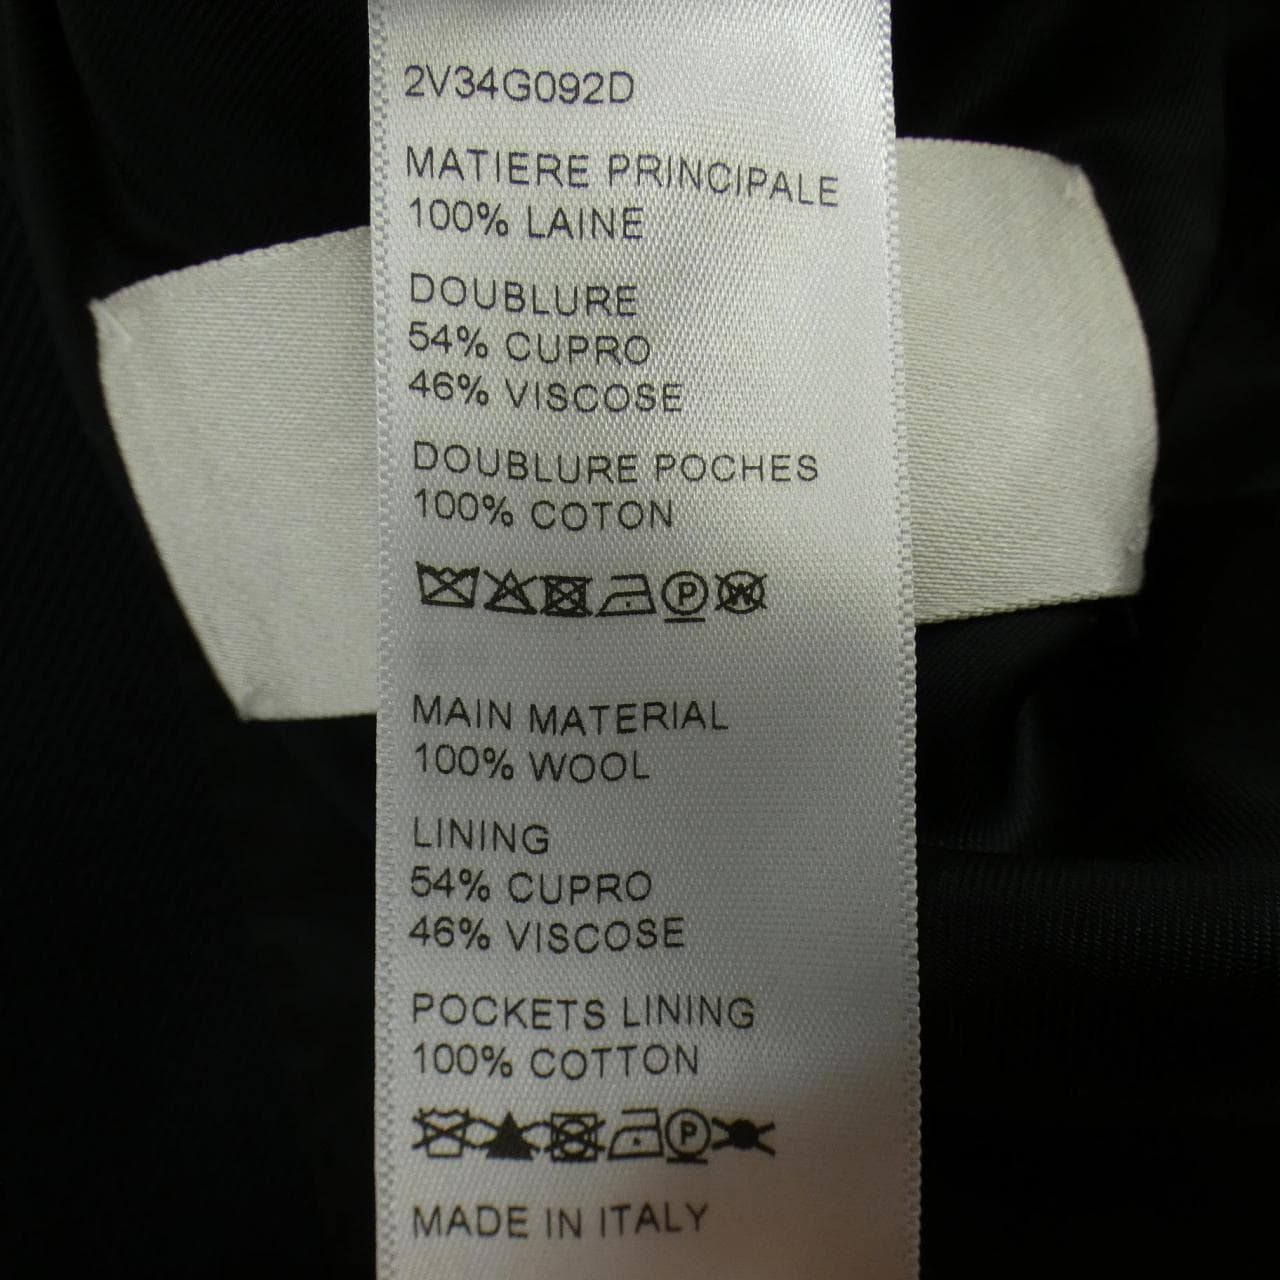 2V34G092D
MATIERE PRINCIPALE
100% LAINE
DOUBLURE
54% CUPRO
46% VISCOSE
DOUBLURE POCHES
100% COTON
P W
MAIN MATERIAL
100% WOOL
LINING
54% CUPRO
46% VISCOSE
POCKETS LINING
100% COTTON
P
MADE IN ITALY